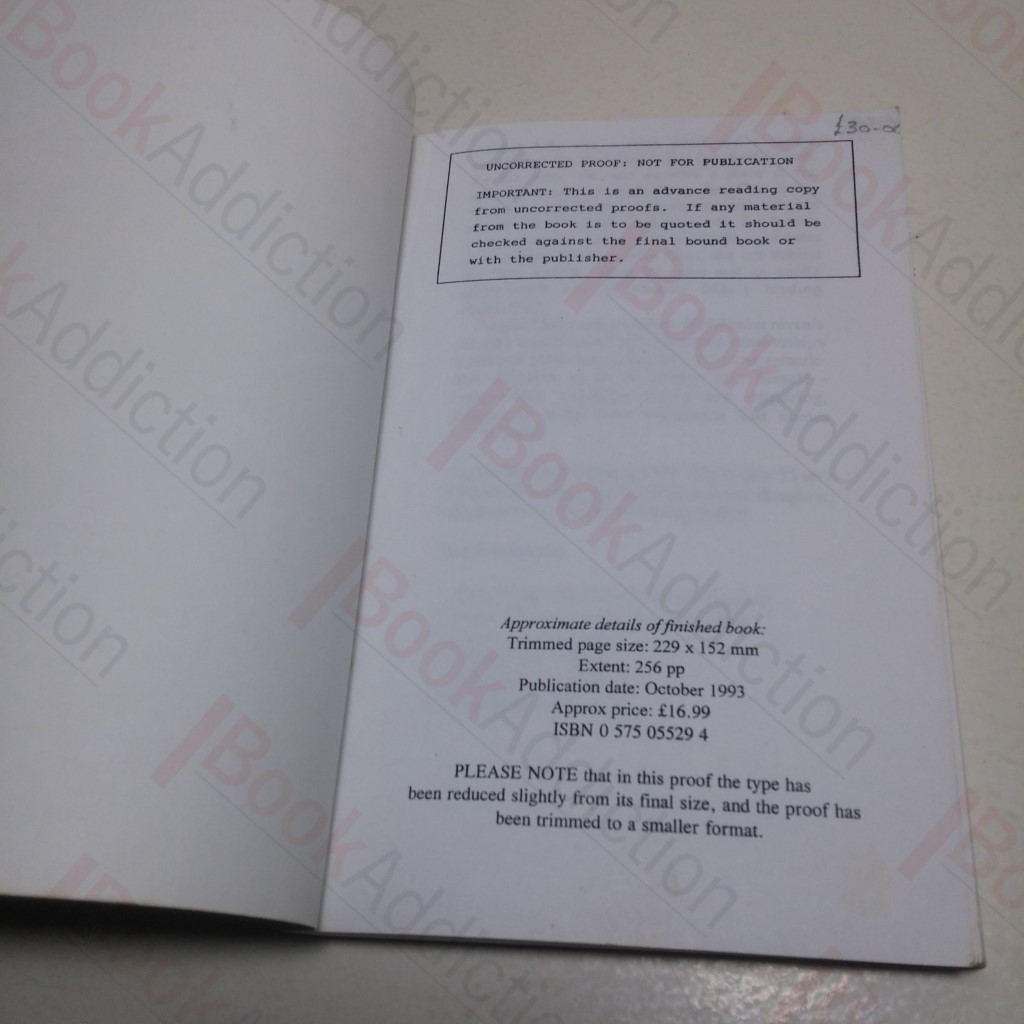 £30-00
UNCORRECTED PROOF: NOT FOR PUBLICATION
IMPORTANT: This is an advance reading copy
from uncorrected proofs. If any material
from the book is to be quoted it should be
checked against the final bound book or
with the publisher.
Approximate details of finished book:
Trimmed page size: 229 x 152 mm
Extent: 256 pp
Publication date: October 1993
Approx price: £16.99
ISBN 0 575 05529 4
PLEASE NOTE that in this proof the type has
been reduced slightly from its final size, and the proof has
been trimmed to a smaller format.
BookAddiction